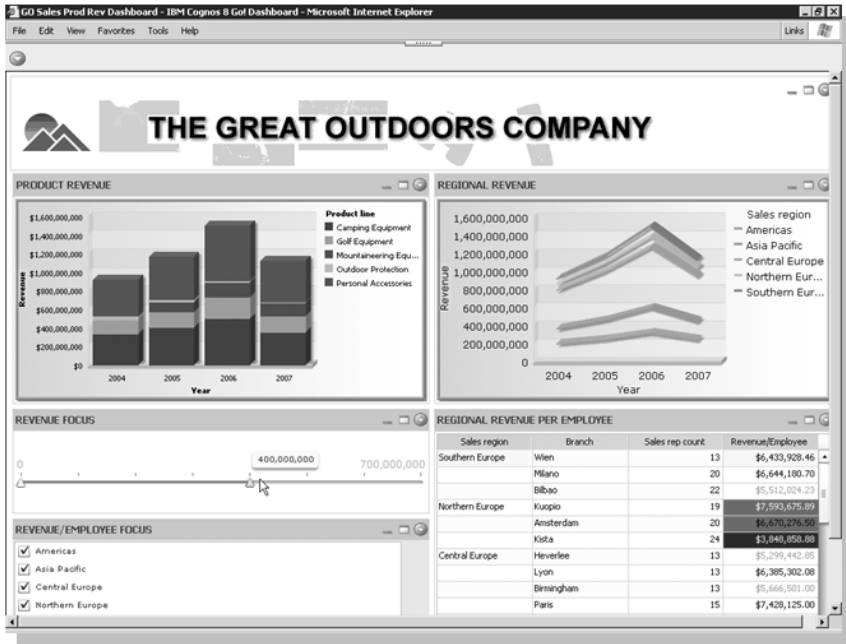 GO Sales Prod Rev Dashboard - IBM Cognos 8 Go! Dashboard - Microsoft Internet Explorer
File Edit View Favorites Tools Help Links
THE GREAT OUTDOORS COMPANY
PRODUCT REVENUE
$1,600,000,000
$1,400,000,000
$1,200,000,000
$1,000,000,000
$800,000,000
$600,000,000
$400,000,000
$200,000,000
$0
Revenue
2004 2005 2006 2007
Year
Product line
Camping Equipment
Golf Equipment
Mountaineering Equ...
Outdoor Protection
Personal Accessories
REGIONAL REVENUE
1,600,000,000
1,400,000,000
1,200,000,000
1,000,000,000
800,000,000
600,000,000
400,000,000
200,000,000
0
Revenue
2004 2005 2006 2007
Year
Sales region
Americas
Asia Pacific
Central Europe
Northern Eur...
Southern Eur...
REVENUE FOCUS
0 400,000,000 700,000,000
REVENUE/EMPLOYEE FOCUS
Americas
Asia Pacific
Central Europe
Northern Europe
REGIONAL REVENUE PER EMPLOYEE
Sales region Branch Sales rep count Revenue/Employee
Southern Europe Wien 13 $6,433,928.46
Milano 20 $6,644,180.70
Bilbao 22 $5,512,024.23
Northern Europe Kuopio 19 $7,593,675.89
Amsterdam 20 $6,670,276.50
Kista 24 $3,848,858.88
Central Europe Heverlee 13 $5,299,442.85
Lyon 13 $6,385,302.08
Birmingham 13 $5,666,501.00
Paris 15 $7,428,125.00